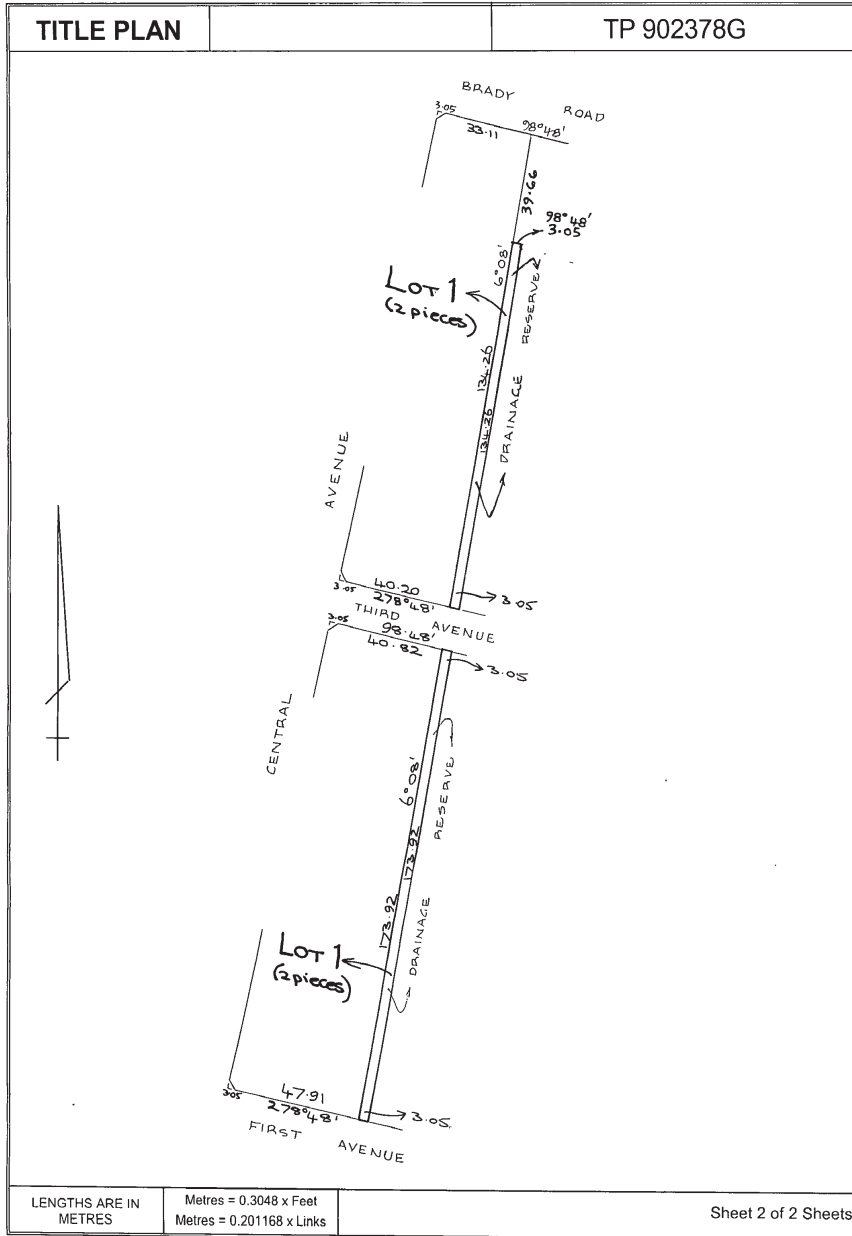 TITLE PLAN
TP 902378G
BRADY ROAD
3.05
33.11
98°48'
39.66
98°48'
3.05
6°08'
LOT 1
(2 pieces)
RESERVE
134.26
134.26
DRAINAGE
AVENUE
3.05
40.20
278°48'
3.05
THIRD AVENUE
3.05
98.48'
40.82
3.05
CENTRAL
6°08'
RESERVE
173.92
173.92
DRAINAGE
LOT 1
(2 pieces)
3.05
47.91
278°48'
3.05
FIRST AVENUE
LENGTHS ARE IN
METRES
Metres = 0.3048 x Feet
Metres = 0.201168 x Links
Sheet 2 of 2 Sheets